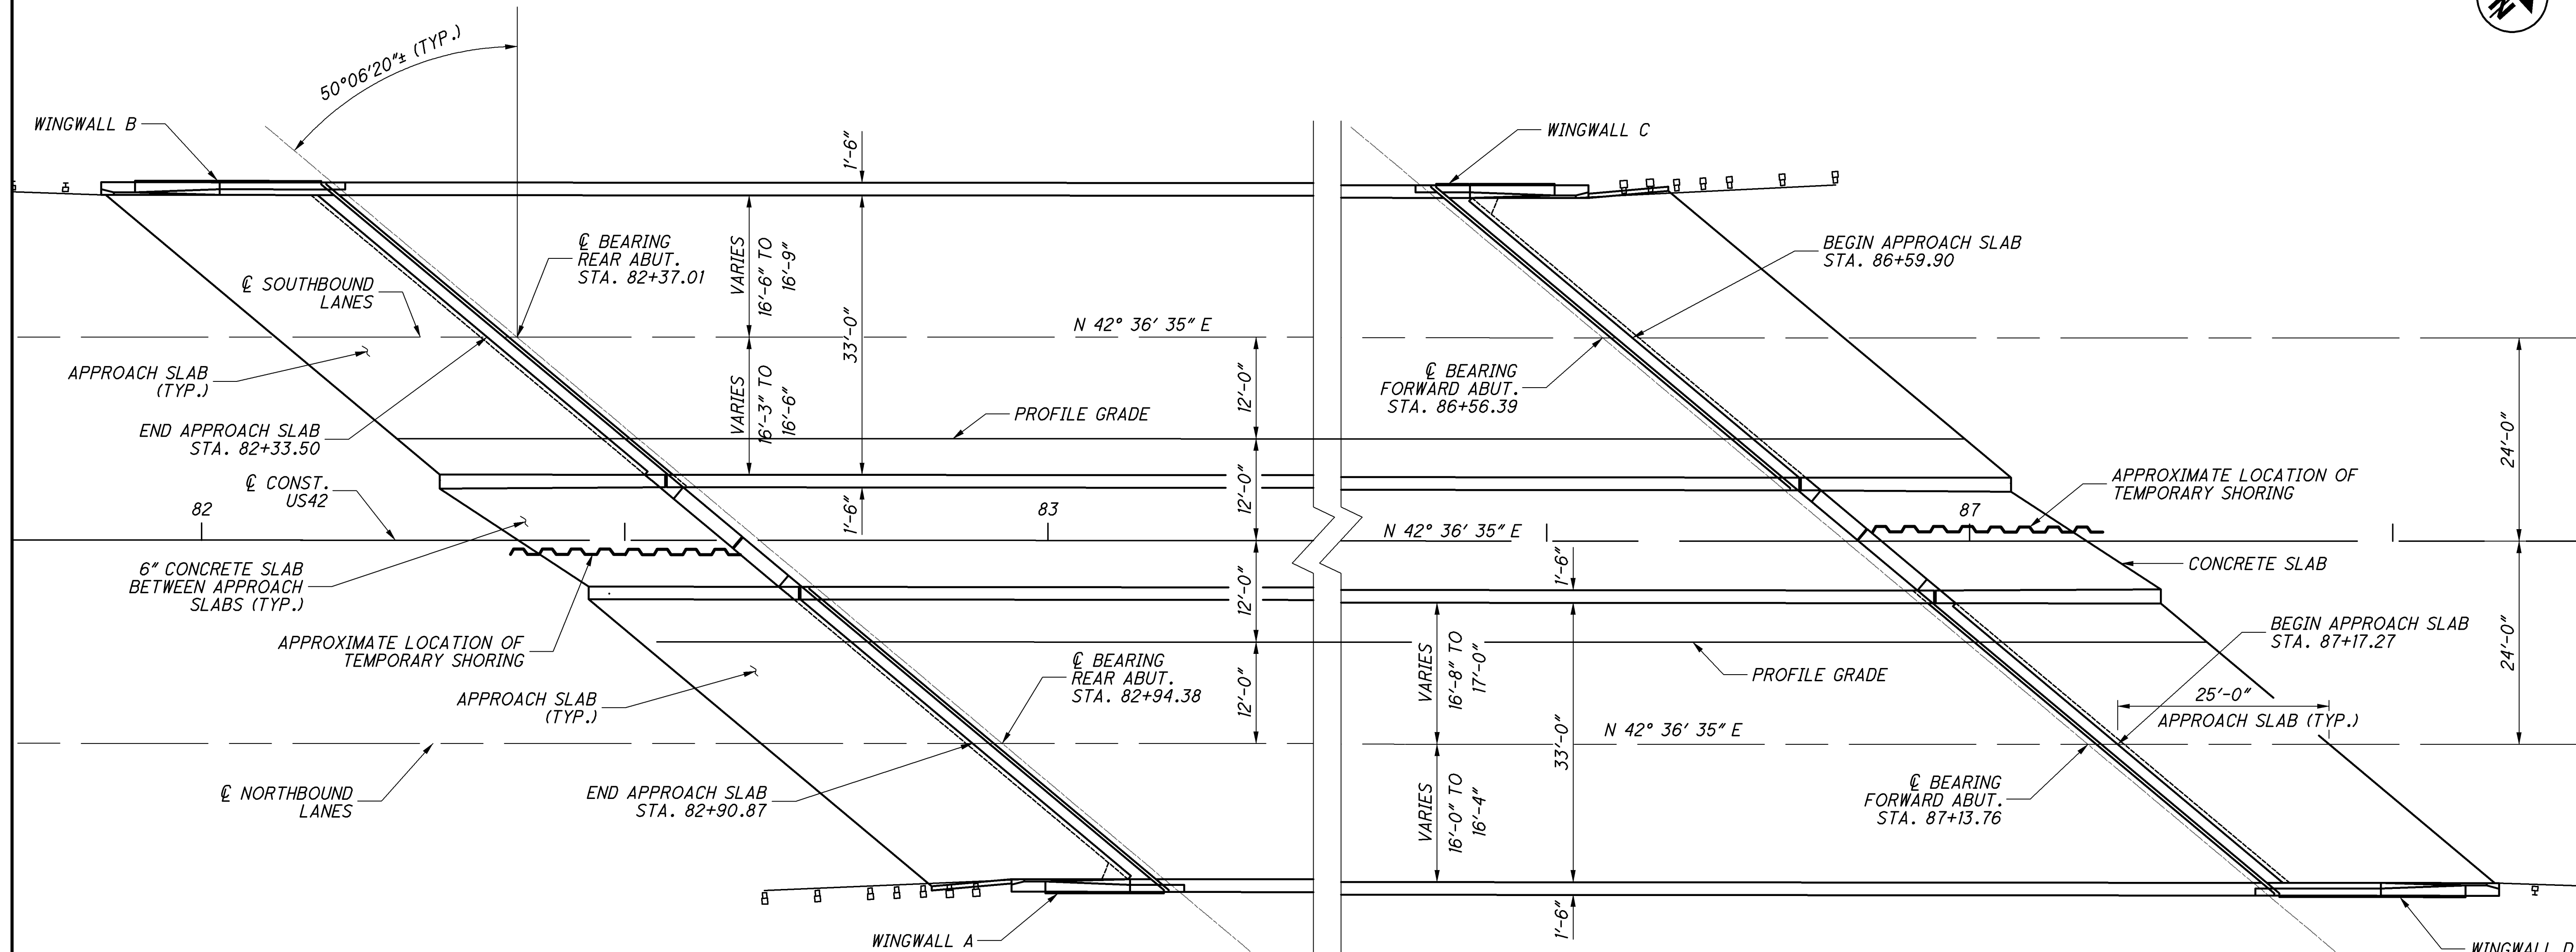 N
50°06'20"± (TYP.)
WINGWALL B
1'-6"
WINGWALL C
℄ BEARING
REAR ABUT.
STA. 82+37.01
VARIES
16'-6" TO
16'-9"
33'-0"
BEGIN APPROACH SLAB
STA. 86+59.90
℄ SOUTHBOUND
LANES
N 42° 36' 35" E
APPROACH SLAB
(TYP.)
VARIES
16'-3" TO
16'-6"
12'-0"
℄ BEARING
FORWARD ABUT.
STA. 86+56.39
24'-0"
PROFILE GRADE
END APPROACH SLAB
STA. 82+33.50
℄ CONST.
US42
82
83
1'-6"
12'-0"
N 42° 36' 35" E
87
APPROXIMATE LOCATION OF
TEMPORARY SHORING
6" CONCRETE SLAB
BETWEEN APPROACH
SLABS (TYP.)
12'-0"
1'-6"
CONCRETE SLAB
APPROXIMATE LOCATION OF
TEMPORARY SHORING
BEGIN APPROACH SLAB
STA. 87+17.27
24'-0"
℄ BEARING
REAR ABUT.
STA. 82+94.38
12'-0"
VARIES
16'-8" TO
17'-0"
33'-0"
PROFILE GRADE
APPROACH SLAB
(TYP.)
25'-0"
APPROACH SLAB (TYP.)
N 42° 36' 35" E
℄ NORTHBOUND
LANES
END APPROACH SLAB
STA. 82+90.87
VARIES
16'-0" TO
16'-4"
℄ BEARING
FORWARD ABUT.
STA. 87+13.76
WINGWALL A
1'-6"
WINGWALL D